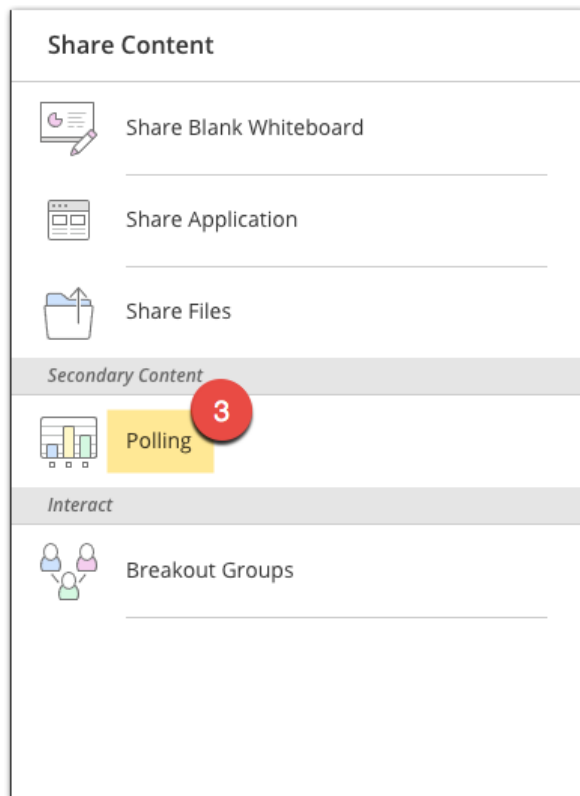 Share Content
Share Blank Whiteboard
Share Application
Share Files
Secondary Content
3
Polling
Interact
Breakout Groups